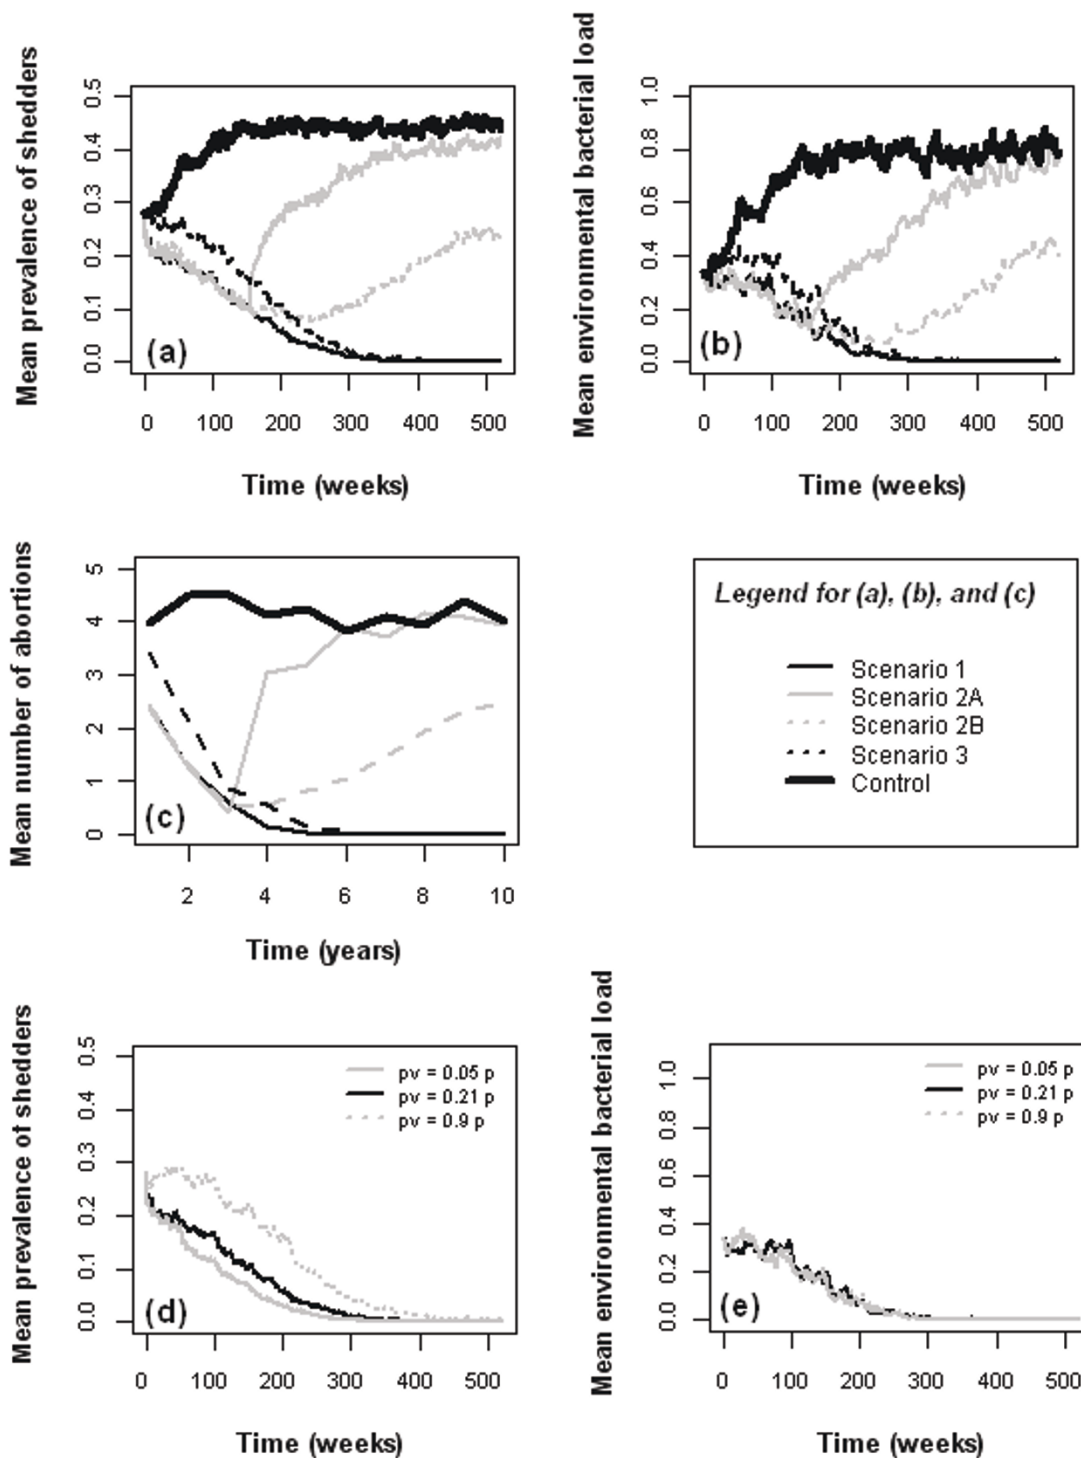 Mean prevalence of shedders
0.0 0.1 0.2 0.3 0.4 0.5
(a)
0 100 200 300 400 500
Time (weeks)
Mean environmental bacterial load
0.0 0.2 0.4 0.6 0.8 1.0
(b)
0 100 200 300 400 500
Time (weeks)
Mean number of abortions
0 1 2 3 4 5
(c)
2 4 6 8 10
Time (years)
Legend for (a), (b), and (c)
Scenario 1
Scenario 2A
Scenario 2B
Scenario 3
Control
Mean prevalence of shedders
0.0 0.1 0.2 0.3 0.4 0.5
pv = 0.05 p
pv = 0.21 p
pv = 0.9 p
(d)
0 100 200 300 400 500
Time (weeks)
Mean environmental bacterial load
0.0 0.2 0.4 0.6 0.8 1.0
pv = 0.05 p
pv = 0.21 p
pv = 0.9 p
(e)
0 100 200 300 400 500
Time (weeks)